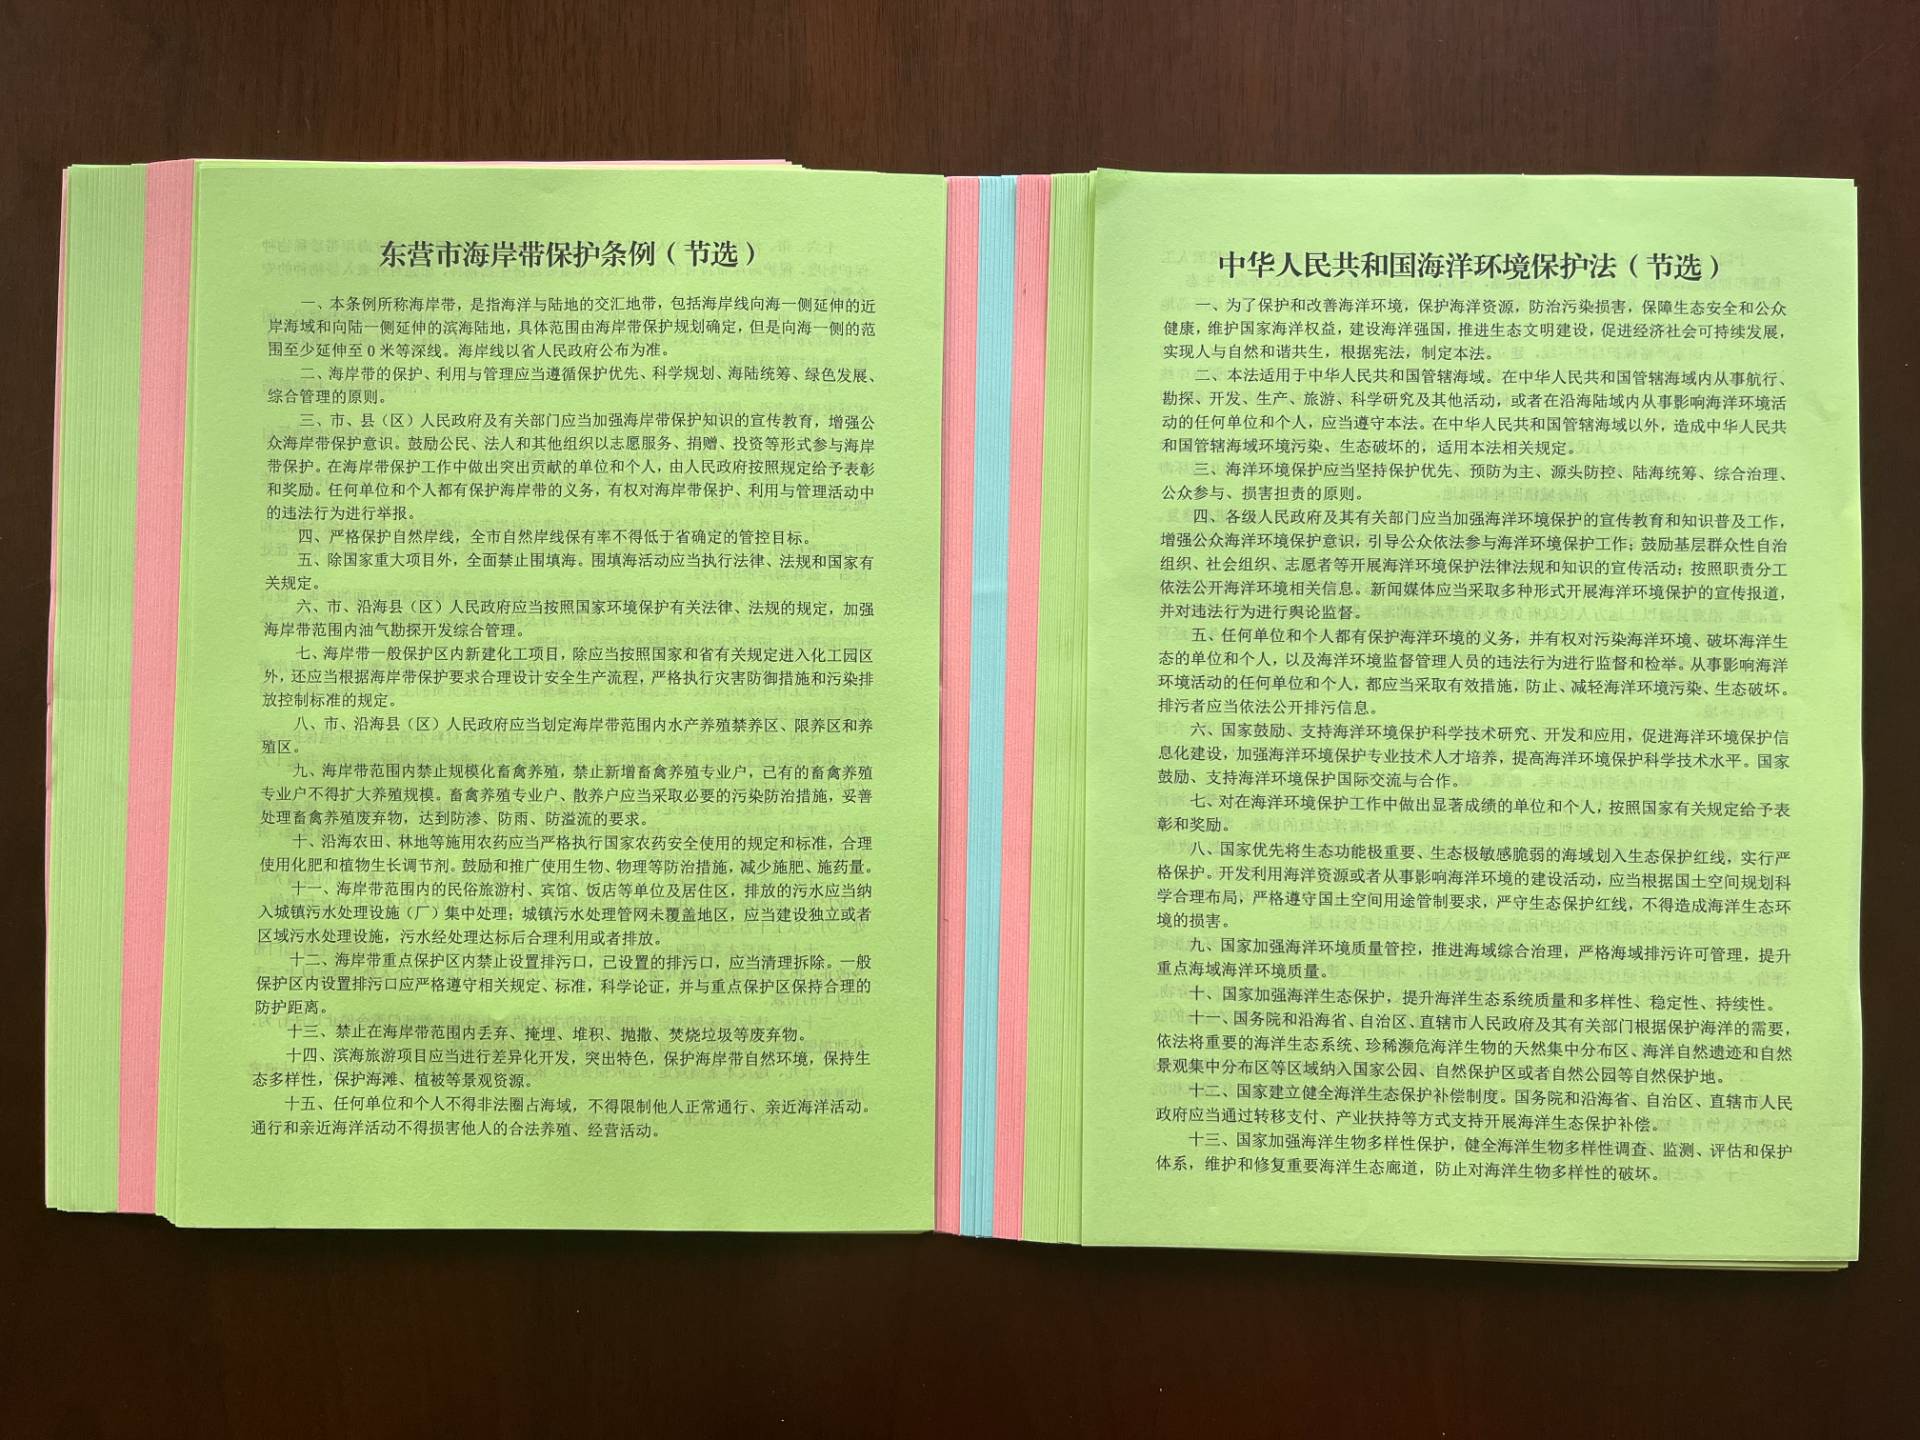 东营市海岸带保护条例（节选）
一、本条例所称海岸带，是指海洋与陆地的交汇地带，包括海岸线向海一侧延伸的近
岸海域和向陆一侧延伸的滨海陆地，具体范围由海岸带保护规划确定，但是向海一侧的范
围至少延伸至0米等深线。海岸线以省人民政府公布为准。
二、海岸带的保护、利用与管理应当遵循保护优先、科学规划、海陆统筹、绿色发展、
综合管理的原则。
三、市、县（区）人民政府及有关部门应当加强海岸带保护知识的宣传教育，增强公
众海岸带保护意识。鼓励公民、法人和其他组织以志愿服务、捐赠、投资等形式参与海岸
带保护。在海岸带保护工作中做出突出贡献的单位和个人，由人民政府按照规定给予表彰
和奖励。任何单位和个人都有保护海岸带的义务，有权对海岸带保护、利用与管理活动中
的违法行为进行举报。
四、严格保护自然岸线，全市自然岸线保有率不得低于省确定的管控目标。
五、除国家重大项目外，全面禁止围填海。围填海活动应当执行法律、法规和国家有
关规定。
六、市、沿海县（区）人民政府应当按照国家环境保护有关法律、法规的规定，加强
海岸带范围内油气勘探开发综合管理。
七、海岸带一般保护区内新建化工项目，除应当按照国家和省有关规定进入化工园区
外，还应当根据海岸带保护要求合理设计安全生产流程，严格执行灾害防御措施和污染排
放控制标准的规定。
八、市、沿海县（区）人民政府应当划定海岸带范围内水产养殖禁养区、限养区和养
殖区。
九、海岸带范围内禁止规模化畜禽养殖，禁止新增畜禽养殖专业户，已有的畜禽养殖
专业户不得扩大养殖规模。畜禽养殖专业户、散养户应当采取必要的污染防治措施，妥善
处理畜禽养殖废弃物，达到防渗、防雨、防溢流的要求。
十、沿海农田、林地等施用农药应当严格执行国家农药安全使用的规定和标准，合理
使用化肥和植物生长调节剂。鼓励和推广使用生物、物理等防治措施，减少施肥、施药量。
十一、海岸带范围内的民俗旅游村、宾馆、饭店等单位及居住区，排放的污水应当纳
入城镇污水处理设施（厂）集中处理；城镇污水处理管网未覆盖地区，应当建设独立或者
区域污水处理设施，污水经处理达标后合理利用或者排放。
十二、海岸带重点保护区内禁止设置排污口，已设置的排污口，应当清理拆除。一般
保护区内设置排污口应严格遵守相关规定、标准，科学论证，并与重点保护区保持合理的
防护距离。
十三、禁止在海岸带范围内丢弃、掩埋、堆积、抛撒、焚烧垃圾等废弃物。
十四、滨海旅游项目应当进行差异化开发，突出特色，保护海岸带自然环境，保持生
态多样性，保护海滩、植被等景观资源。
十五、任何单位和个人不得非法圈占海域，不得限制他人正常通行、亲近海洋活动。
通行和亲近海洋活动不得损害他人的合法养殖、经营活动。
中华人民共和国海洋环境保护法（节选）
一、为了保护和改善海洋环境，保护海洋资源，防治污染损害，保障生态安全和公众
健康，维护国家海洋权益，建设海洋强国，推进生态文明建设，促进经济社会可持续发展，
实现人与自然和谐共生，根据宪法，制定本法。
二、本法适用于中华人民共和国管辖海域。在中华人民共和国管辖海域内从事航行、
勘探、开发、生产、旅游、科学研究及其他活动，或者在沿海陆域内从事影响海洋环境活
动的任何单位和个人，应当遵守本法。在中华人民共和国管辖海域以外，造成中华人民共
和国管辖海域环境污染、生态破坏的，适用本法相关规定。
三、海洋环境保护应当坚持保护优先、预防为主、源头防控、陆海统筹、综合治理、
公众参与、损害担责的原则。
四、各级人民政府及其有关部门应当加强海洋环境保护的宣传教育和知识普及工作，
增强公众海洋环境保护意识，引导公众依法参与海洋环境保护工作；鼓励基层群众性自治
组织、社会组织、志愿者等开展海洋环境保护法律法规和知识的宣传活动；按照职责分工
依法公开海洋环境相关信息。新闻媒体应当采取多种形式开展海洋环境保护的宣传报道，
并对违法行为进行舆论监督。
五、任何单位和个人都有保护海洋环境的义务，并有权对污染海洋环境、破坏海洋生
态的单位和个人，以及海洋环境监督管理人员的违法行为进行监督和检举。从事影响海洋
环境活动的任何单位和个人，都应当采取有效措施，防止、减轻海洋环境污染、生态破坏。
排污者应当依法公开排污信息。
六、国家鼓励、支持海洋环境保护科学技术研究、开发和应用，促进海洋环境保护信
息化建设，加强海洋环境保护专业技术人才培养，提高海洋环境保护科学技术水平。国家
鼓励、支持海洋环境保护国际交流与合作。
七、对在海洋环境保护工作中做出显著成绩的单位和个人，按照国家有关规定给予表
彰和奖励。
八、国家优先将生态功能极重要、生态极敏感脆弱的海域划入生态保护红线，实行严
格保护。开发利用海洋资源或者从事影响海洋环境的建设活动，应当根据国土空间规划科
学合理布局，严格遵守国土空间用途管制要求，严守生态保护红线，不得造成海洋生态环
境的损害。
九、国家加强海洋环境质量管控，推进海域综合治理，严格海域排污许可管理，提升
重点海域海洋环境质量。
十、国家加强海洋生态保护，提升海洋生态系统质量和多样性、稳定性、持续性。
十一、国务院和沿海省、自治区、直辖市人民政府及其有关部门根据保护海洋的需要，
依法将重要的海洋生态系统、珍稀濒危海洋生物的天然集中分布区、海洋自然遗迹和自然
景观集中分布区等区域纳入国家公园、自然保护区或者自然公园等自然保护地。
十二、国家建立健全海洋生态保护补偿制度。国务院和沿海省、自治区、直辖市人民
政府应当通过转移支付、产业扶持等方式支持开展海洋生态保护补偿。
十三、国家加强海洋生物多样性保护，健全海洋生物多样性调查、监测、评估和保护
体系，维护和修复重要海洋生态廊道，防止对海洋生物多样性的破坏。